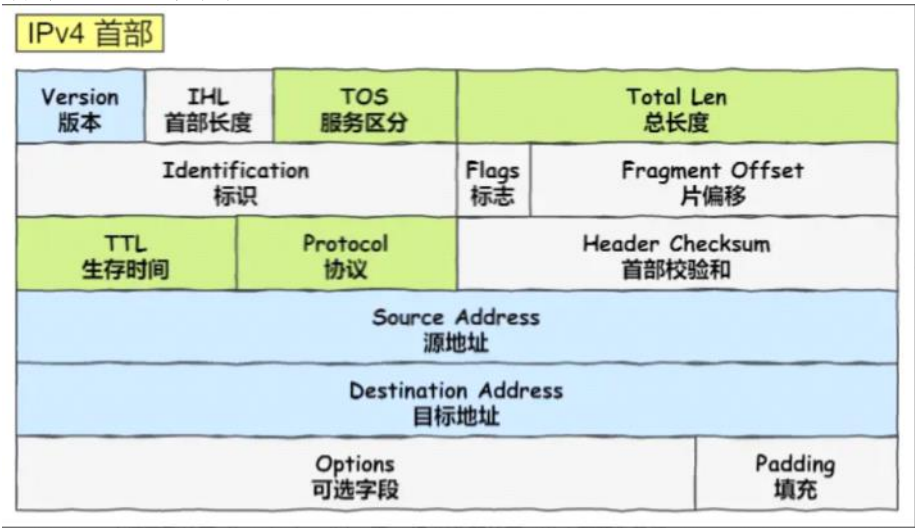 IPv4 首部
Version
版本
IHL
首部长度
TOS
服务区分
Total Len
总长度
Identification
标识
Flags
标志
Fragment Offset
片偏移
TTL
生存时间
Protocol
协议
Header Checksum
首部校验和
Source Address
源地址
Destination Address
目标地址
Options
可选字段
Padding
填充